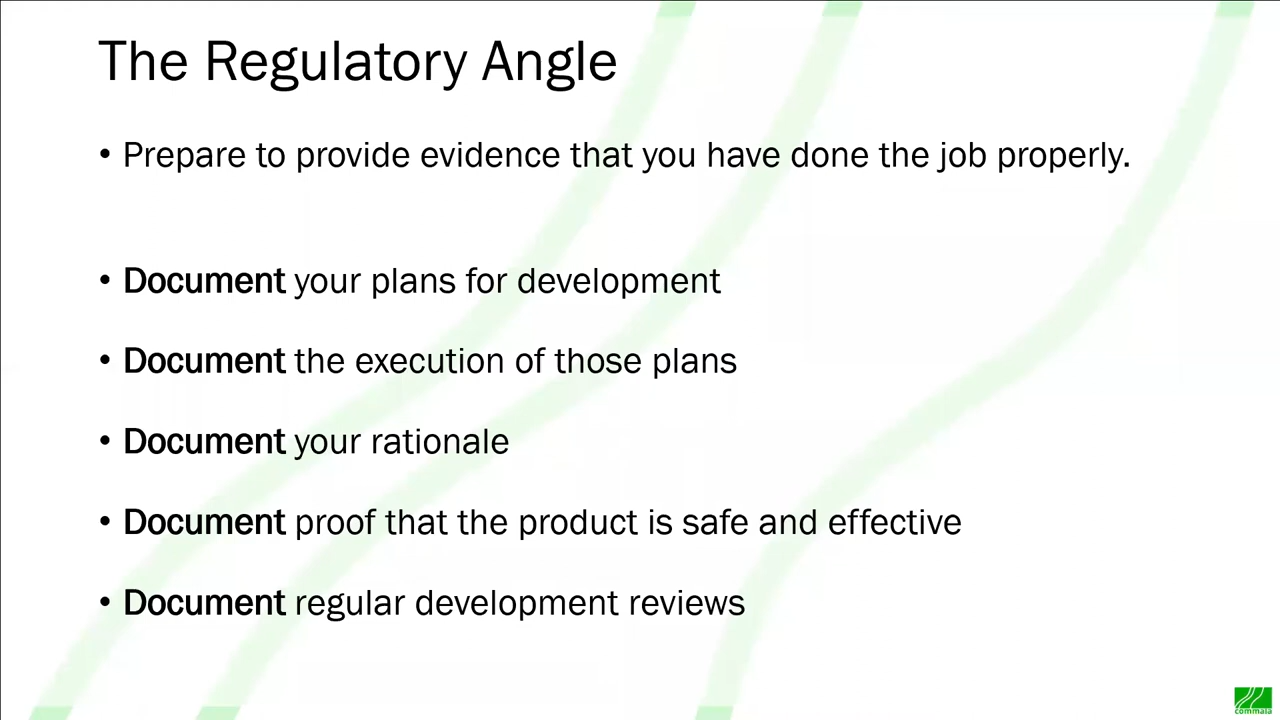 The Regulatory Angle
• Prepare to provide evidence that you have done the job properly.
• Document your plans for development
• Document the execution of those plans
• Document your rationale
• Document proof that the product is safe and effective
• Document regular development reviews
commaia